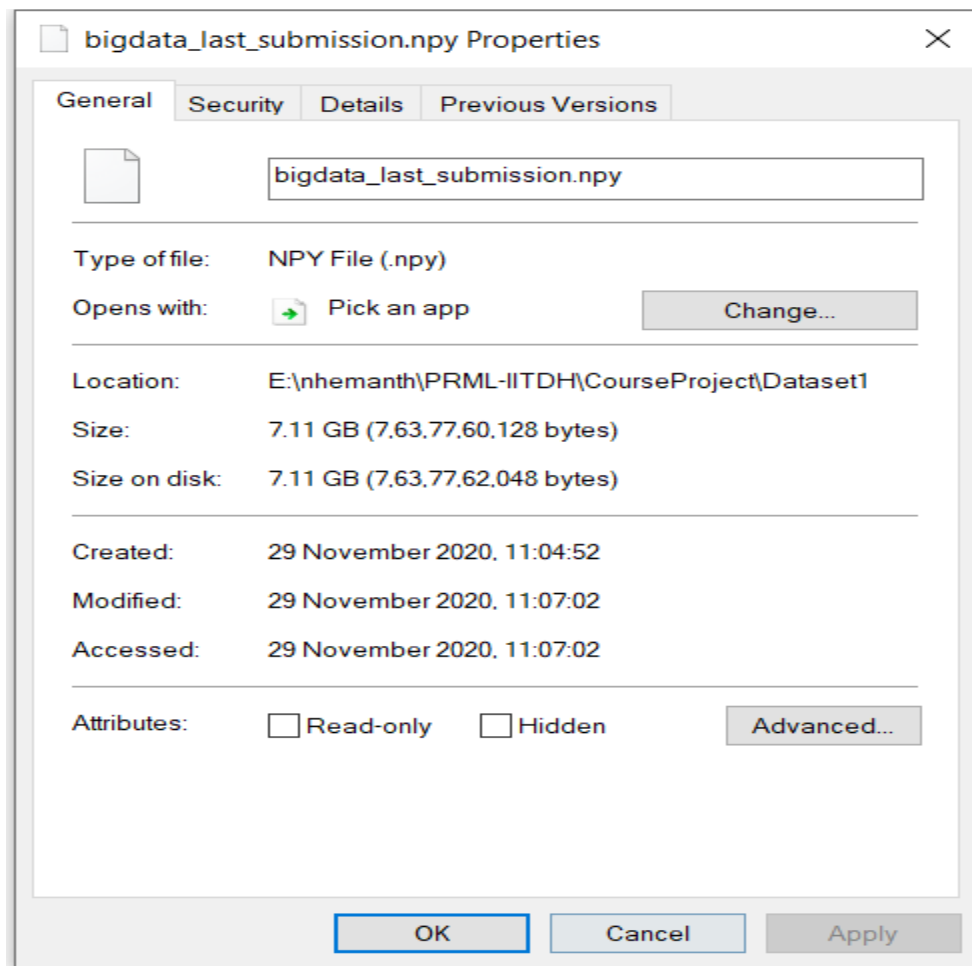 bigdata_last_submission.npy Properties
General Security Details Previous Versions
bigdata_last_submission.npy
Type of file: NPY File (.npy)
Opens with: Pick an app Change...
Location: E:\nhemanth\PRML-IITDH\CourseProject\Dataset1
Size: 7.11 GB (7,63,77,60,128 bytes)
Size on disk: 7.11 GB (7,63,77,62,048 bytes)
Created: 29 November 2020, 11:04:52
Modified: 29 November 2020, 11:07:02
Accessed: 29 November 2020, 11:07:02
Attributes: Read-only Hidden Advanced...
OK Cancel Apply